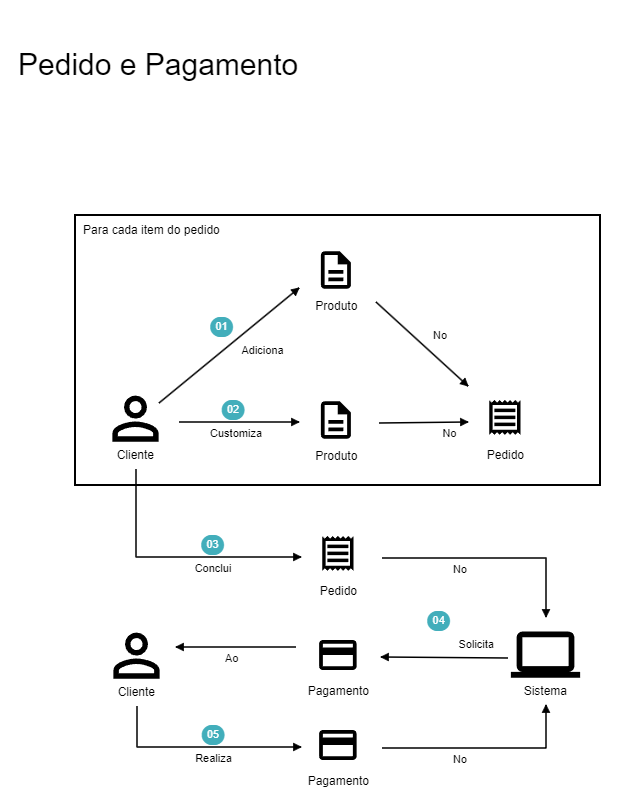 Pedido e Pagamento
Para cada item do pedido
Produto
01
No
Adiciona
02
Customiza
No
Cliente
Produto
Pedido
03
Conclui
No
Pedido
04
Solicita
Ao
Cliente
Pagamento
Sistema
05
Realiza
No
Pagamento